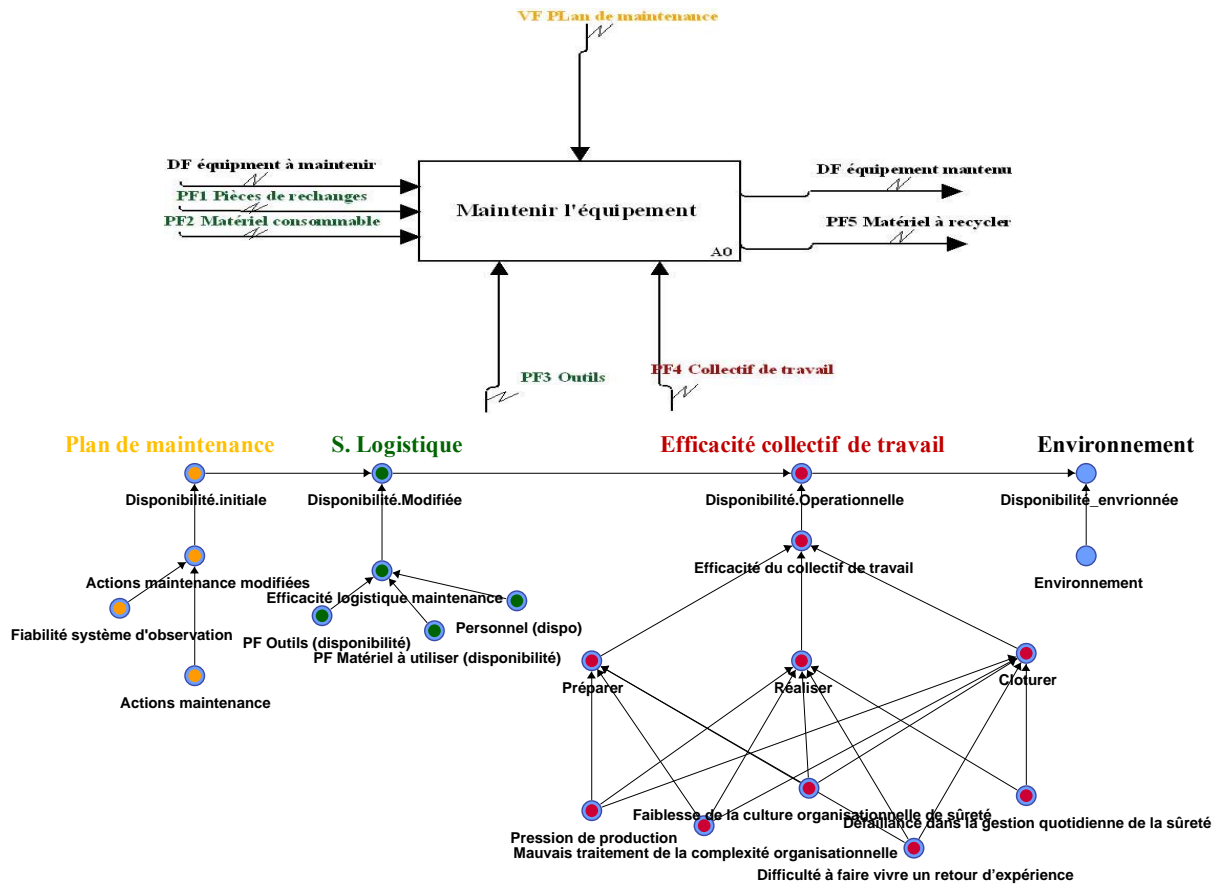 VF PLan de maintenance
DF équipment à maintenir
PF1 Pièces de rechanges
PF2 Matériel consommable
Maintenir l'équipement
A0
DF équipement mantenu
PF5 Matériel à recycler
PF3 Outils
PF4 Collectif de travail
Plan de maintenance
S. Logistique
Efficacité collectif de travail
Environnement
Disponibilité.initiale
Disponibilité.Modifiée
Disponibilité.Operationnelle
Disponibilité_envrionnée
Actions maintenance modifiées
Efficacité logistique maintenance
Efficacité du collectif de travail
Environnement
Fiabilité système d'observation
PF Outils (disponibilité)
Personnel (dispo)
PF Matériel à utiliser (disponibilité)
Actions maintenance
Préparer
Réaliser
Cloturer
Faiblesse de la culture organisationnelle de sûreté
Défaillance dans la gestion quotidienne de la sûreté
Pression de production
Mauvais traitement de la complexité organisationnelle
Difficulté à faire vivre un retour d’expérience